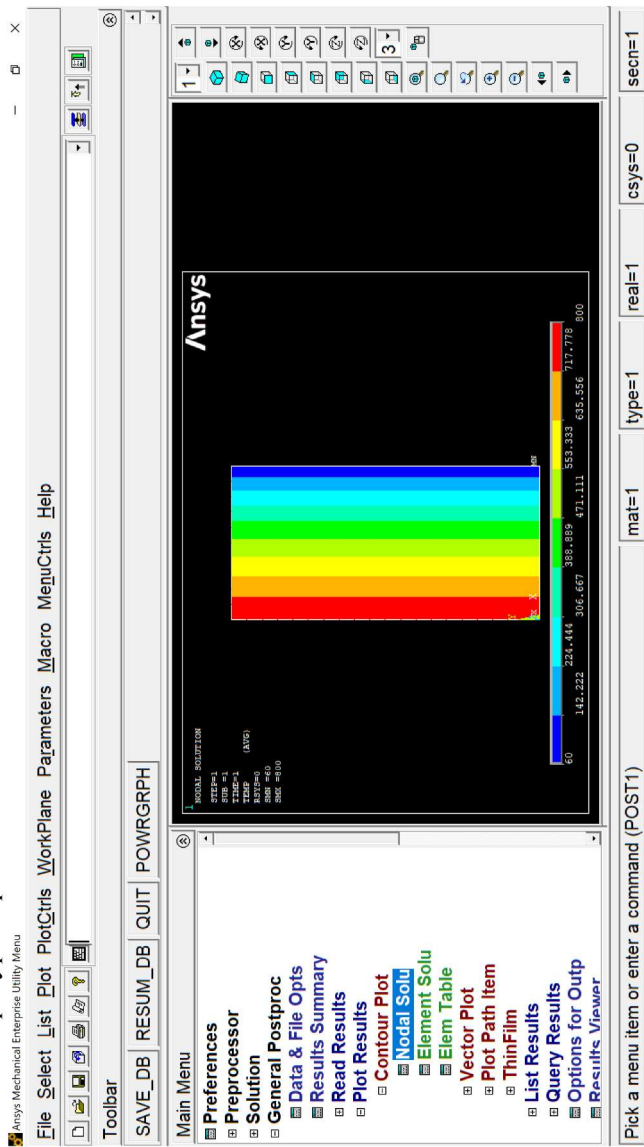 Ansys Mechanical Enterprise Utility Menu
File Select List Plot PlotCtrls WorkPlane Parameters Macro MenuCtrls Help
Toolbar
SAVE_DB RESUM_DB QUIT POWRGRPH
Main Menu
Preferences
Preprocessor
Solution
General Postproc
Data & File Opts
Results Summary
Read Results
Plot Results
Contour Plot
Nodal Solu
Element Solu
Elem Table
Vector Plot
Plot Path Item
ThinFilm
List Results
Query Results
Options for Outp
Results Viewer
1
NODAL SOLUTION
STEP=1
SUB =1
TIME=1
TEMP (AVG)
RSYS=0
SMN =60
SMX =800
Ansys
Y
MX X
MN
60 224.444 388.889 553.333 717.778
142.222 306.667 471.111 635.556 800
1
3
Pick a menu item or enter a command (POST1)
mat=1
type=1
real=1
csys=0
secn=1